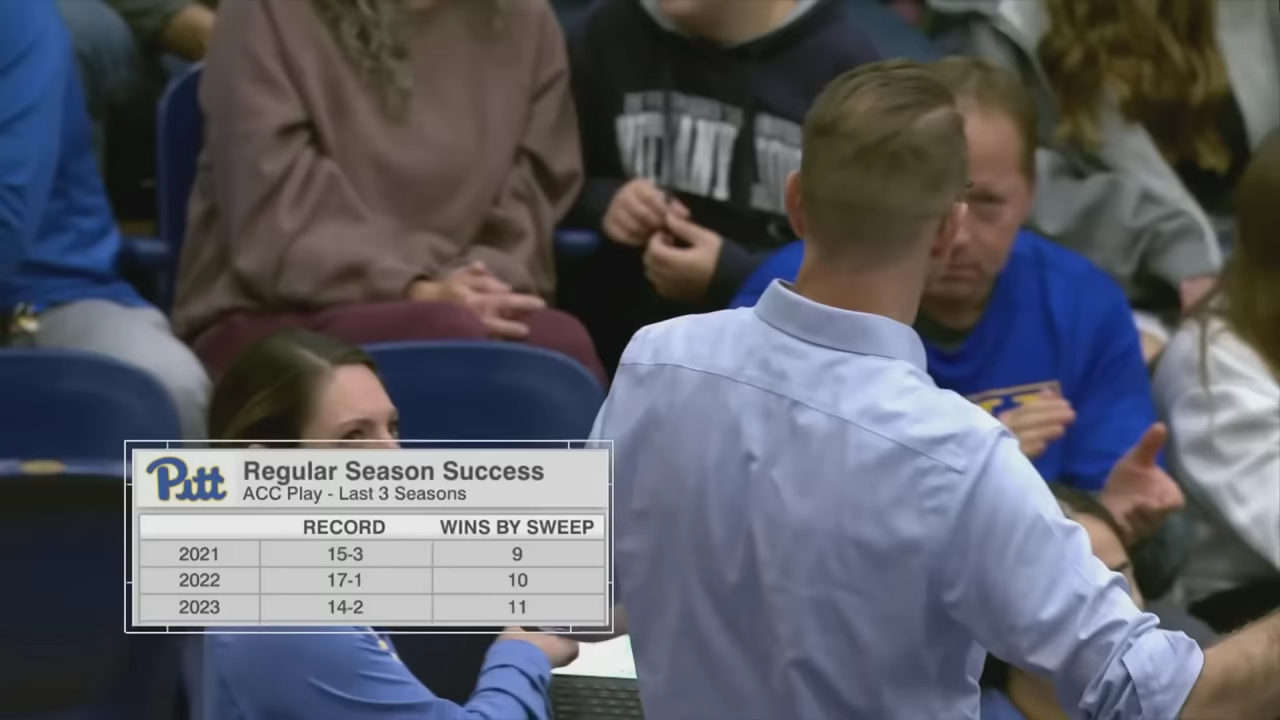 Pitt
Regular Season Success
ACC Play - Last 3 Seasons
RECORD WINS BY SWEEP
2021 15-3 9
2022 17-1 10
2023 14-2 11